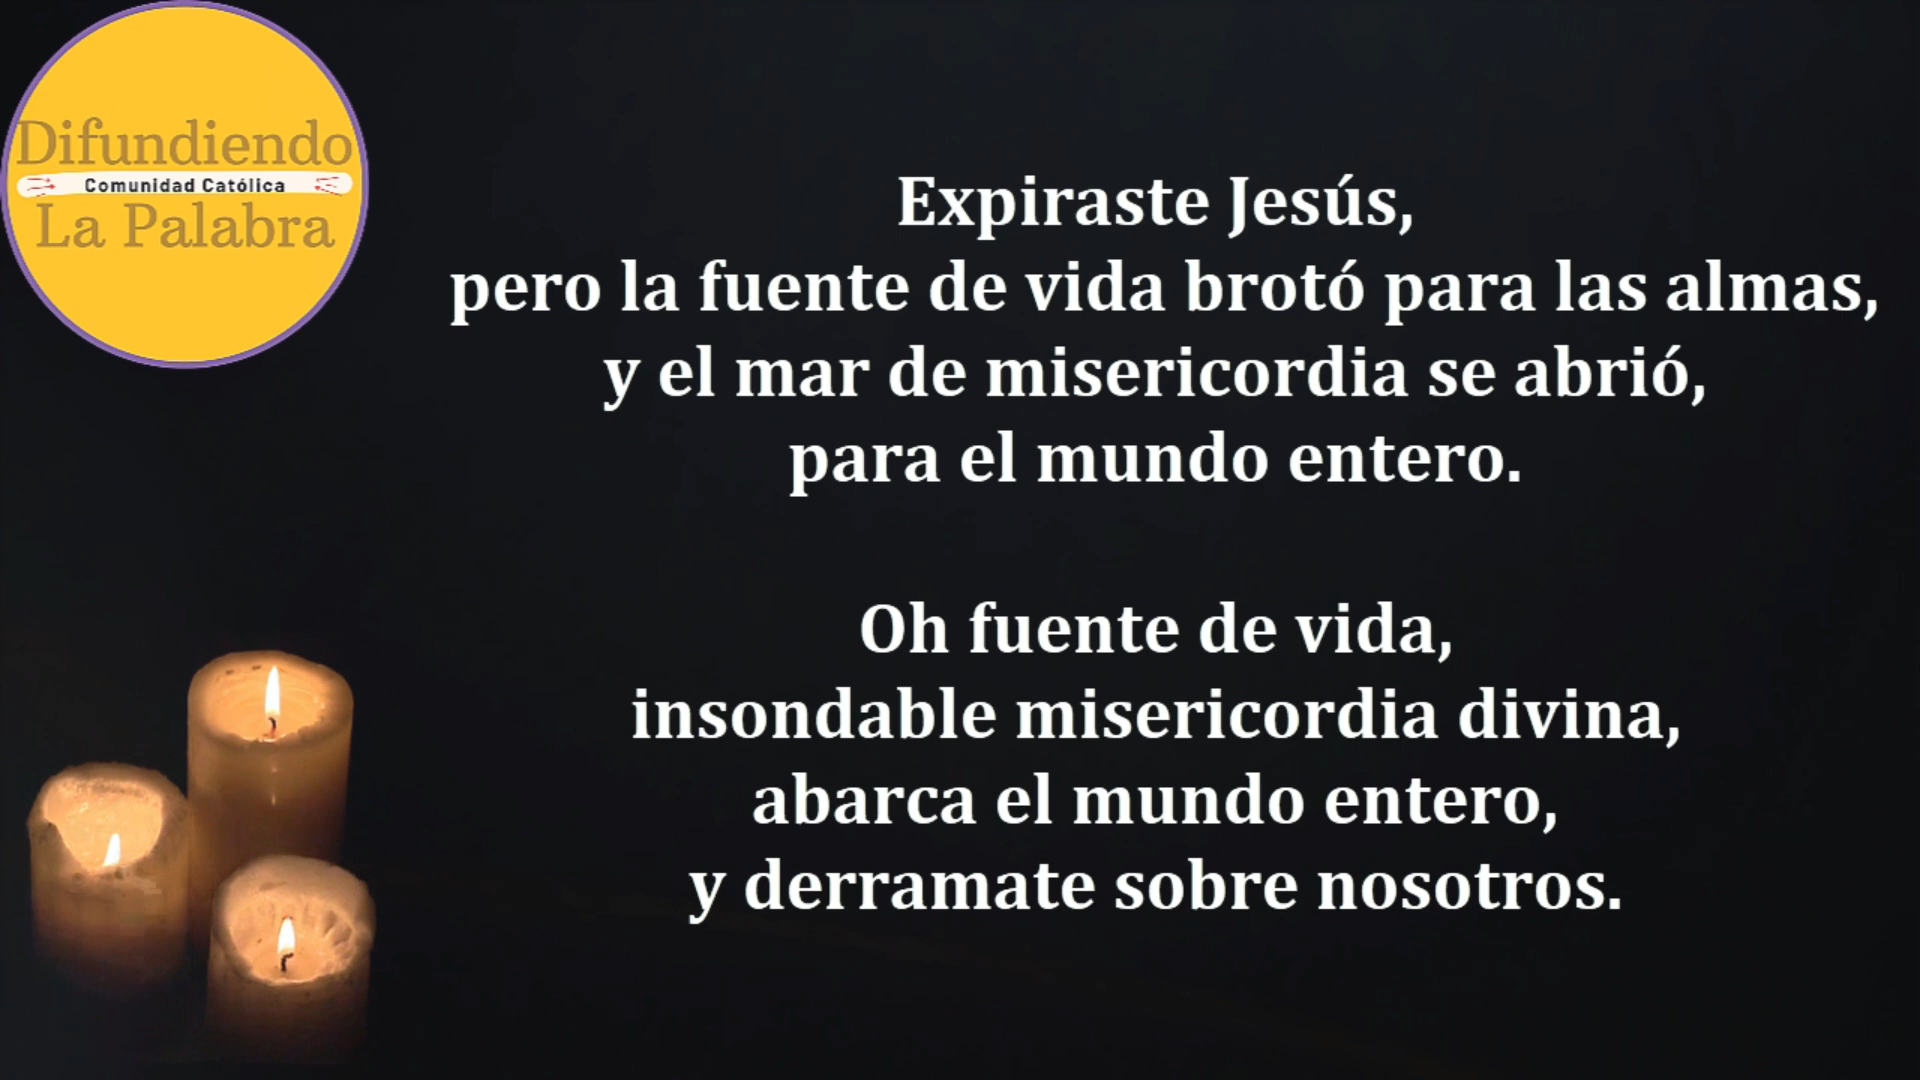 Difundiendo
Comunidad Católica
La Palabra
Expiraste Jesús,
pero la fuente de vida brotó para las almas,
y el mar de misericordia se abrió,
para el mundo entero.
Oh fuente de vida,
insondable misericordia divina,
abarca el mundo entero,
y derramate sobre nosotros.